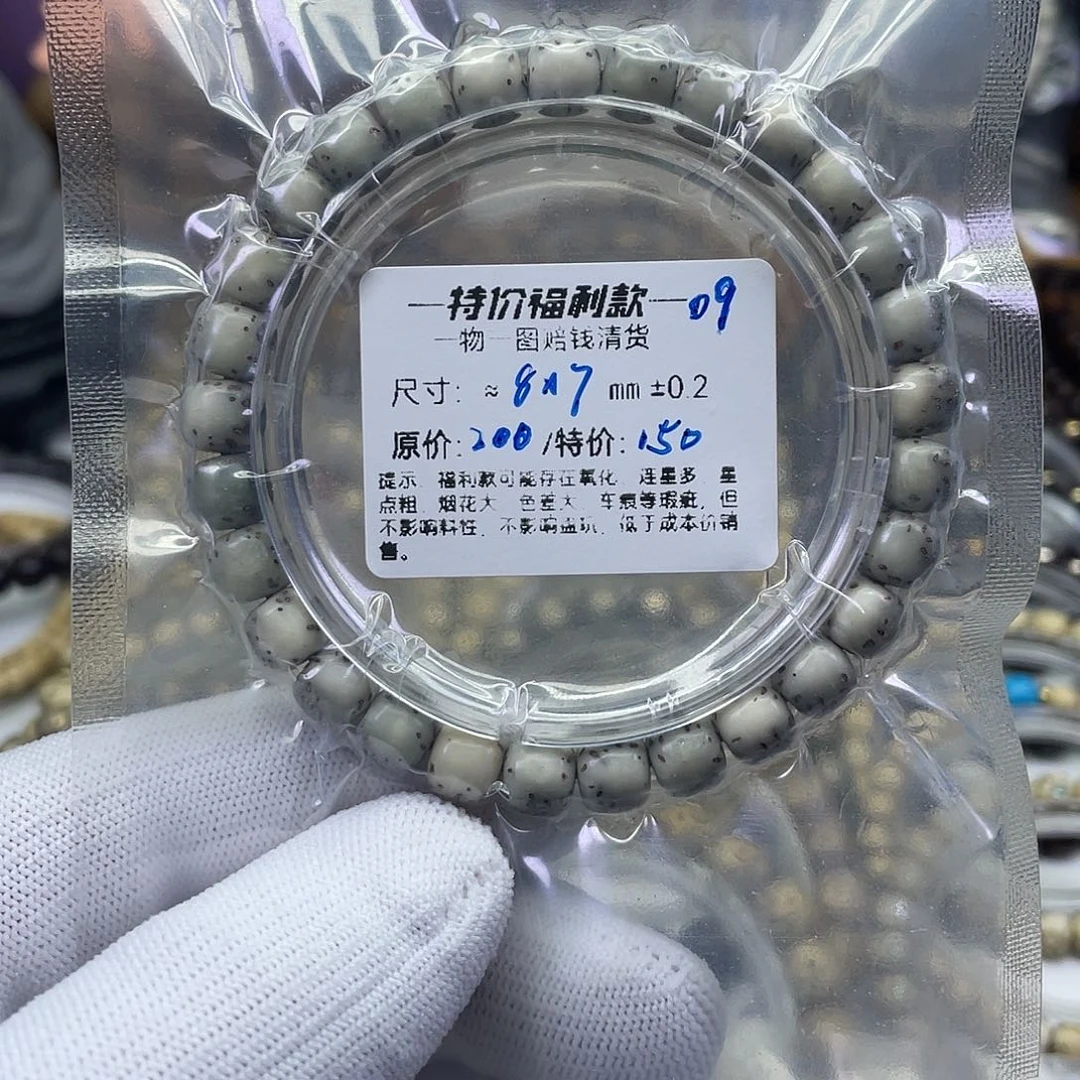 —特价福利款— 09
一物一图赔钱清货
尺寸: ≈ 8x7 mm ±0.2
原价: 200 /特价: 150
提示 福利款可能存在氧化 连星多 星
点粗 烟花大 色差大 车痕等瑕疵, 但
不影响料性, 不影响盘玩, 低于成本价销
售。